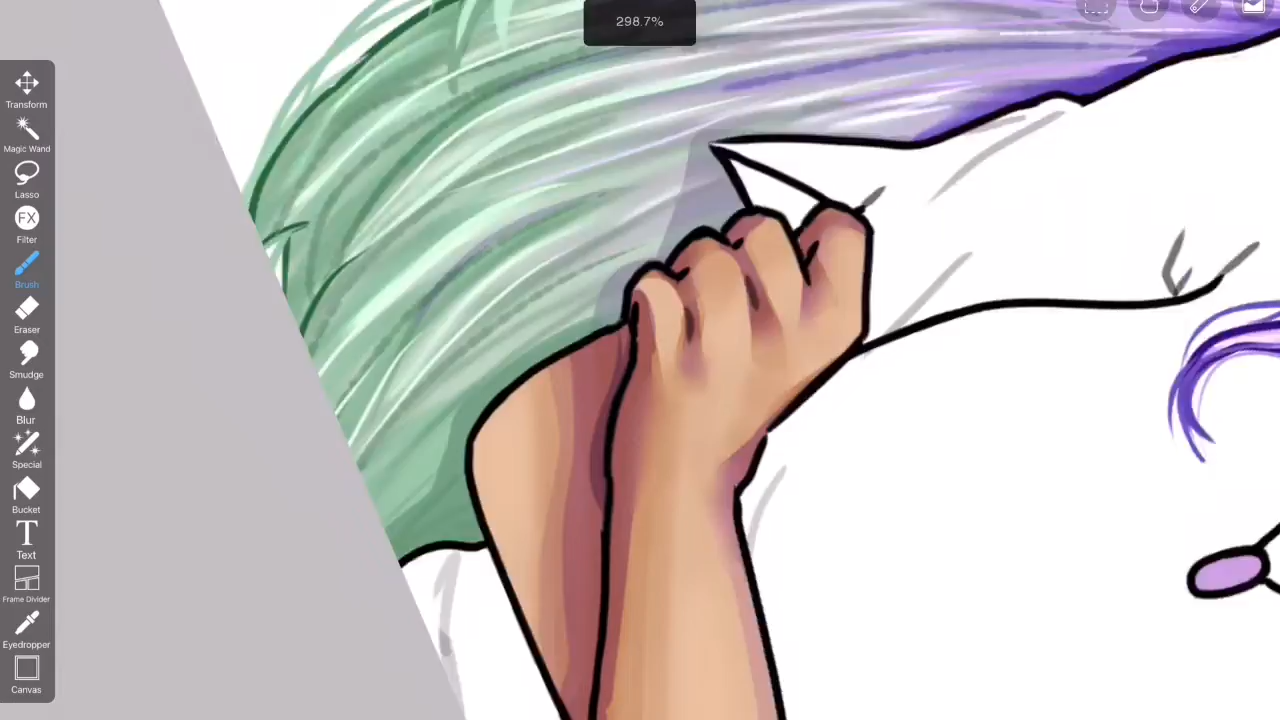 298.7%
Transform
Magic Wand
Lasso
FX
Filter
Brush
Eraser
Smudge
Blur
Special
Bucket
T
Text
Frame Divider
Eyedropper
Canvas